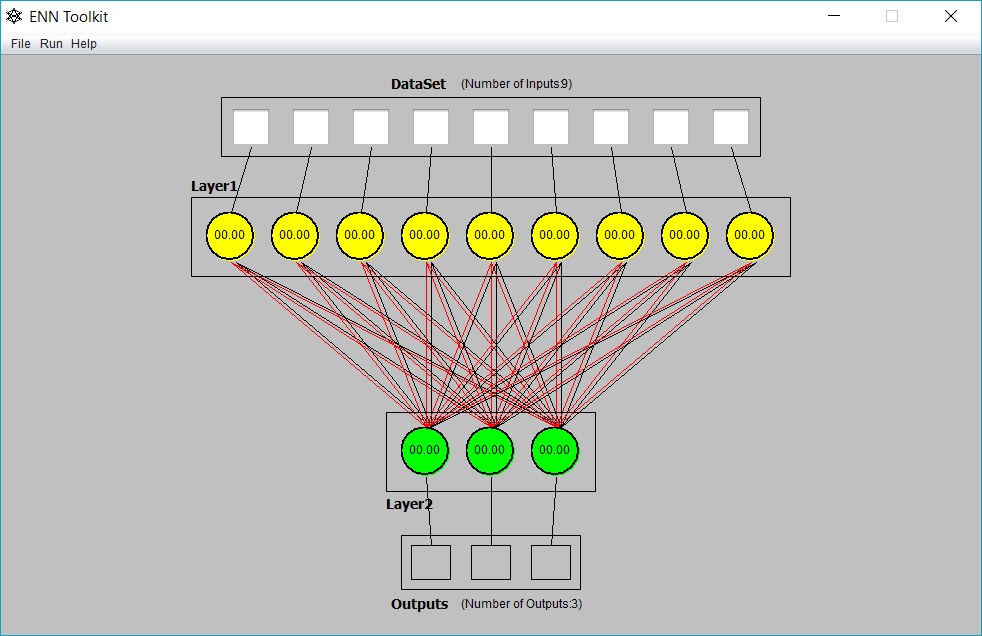 ENN Toolkit
File Run Help
DataSet (Number of Inputs:9)
Layer1
00.00 00.00 00.00 00.00 00.00 00.00 00.00 00.00 00.00
00.00 00.00 00.00
Layer2
Outputs (Number of Outputs:3)